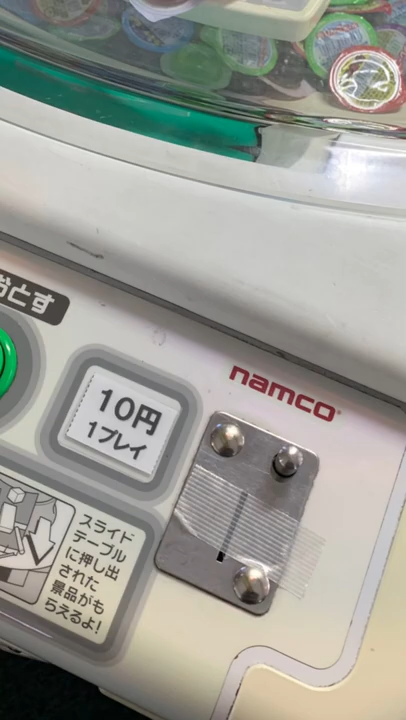 おとす
namco
10円
1プレイ
スライド
テーブル
に押し出
された
景品がも
らえるよ!